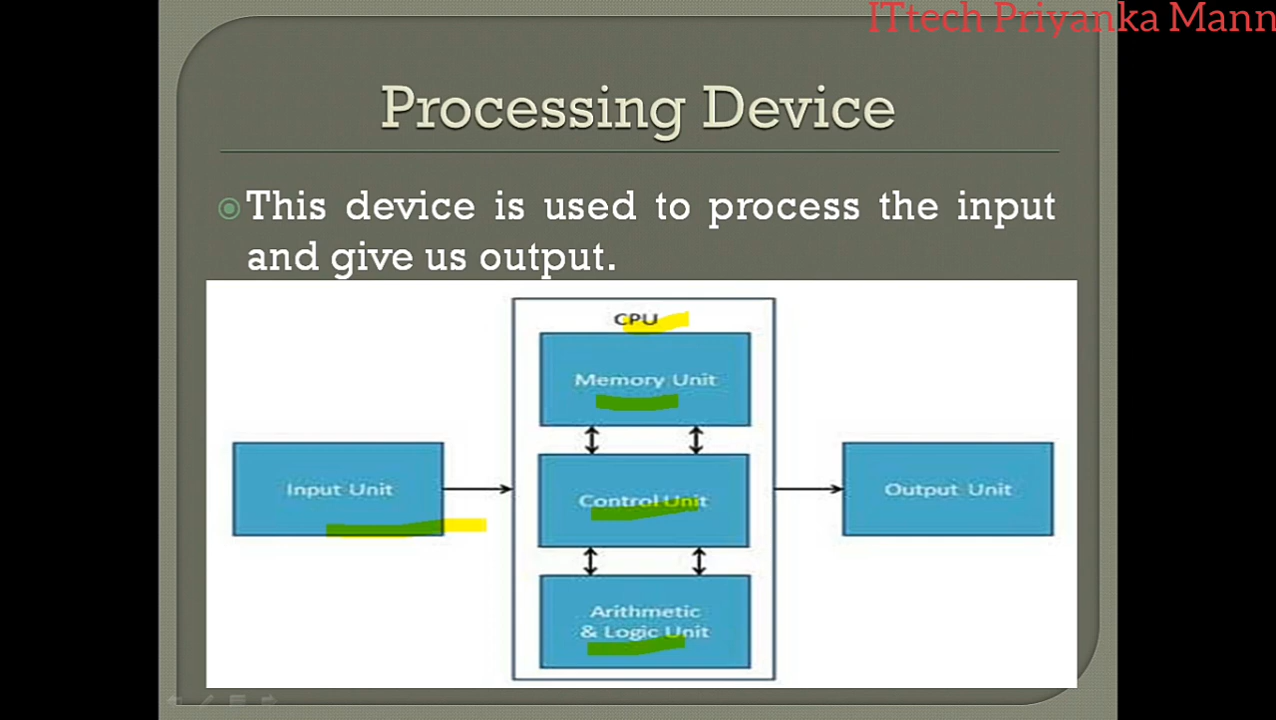 ITtech Priyanka Mann
Processing Device
This device is used to process the input
and give us output.
CPU
Memory Unit
Input Unit
Control Unit
Output Unit
Arithmetic
& Logic Unit